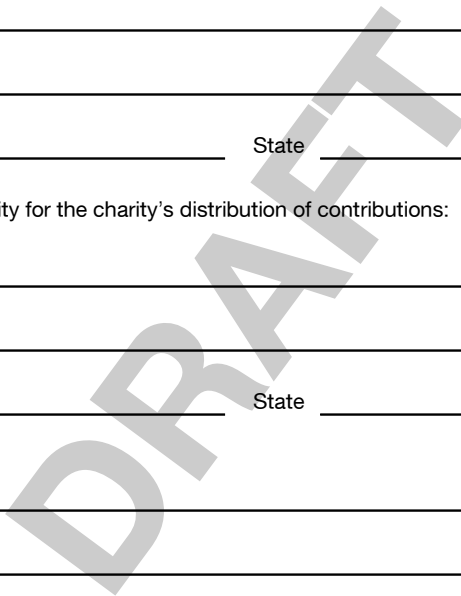 State
ity for the charity’s distribution of contributions:
State
DRAFT